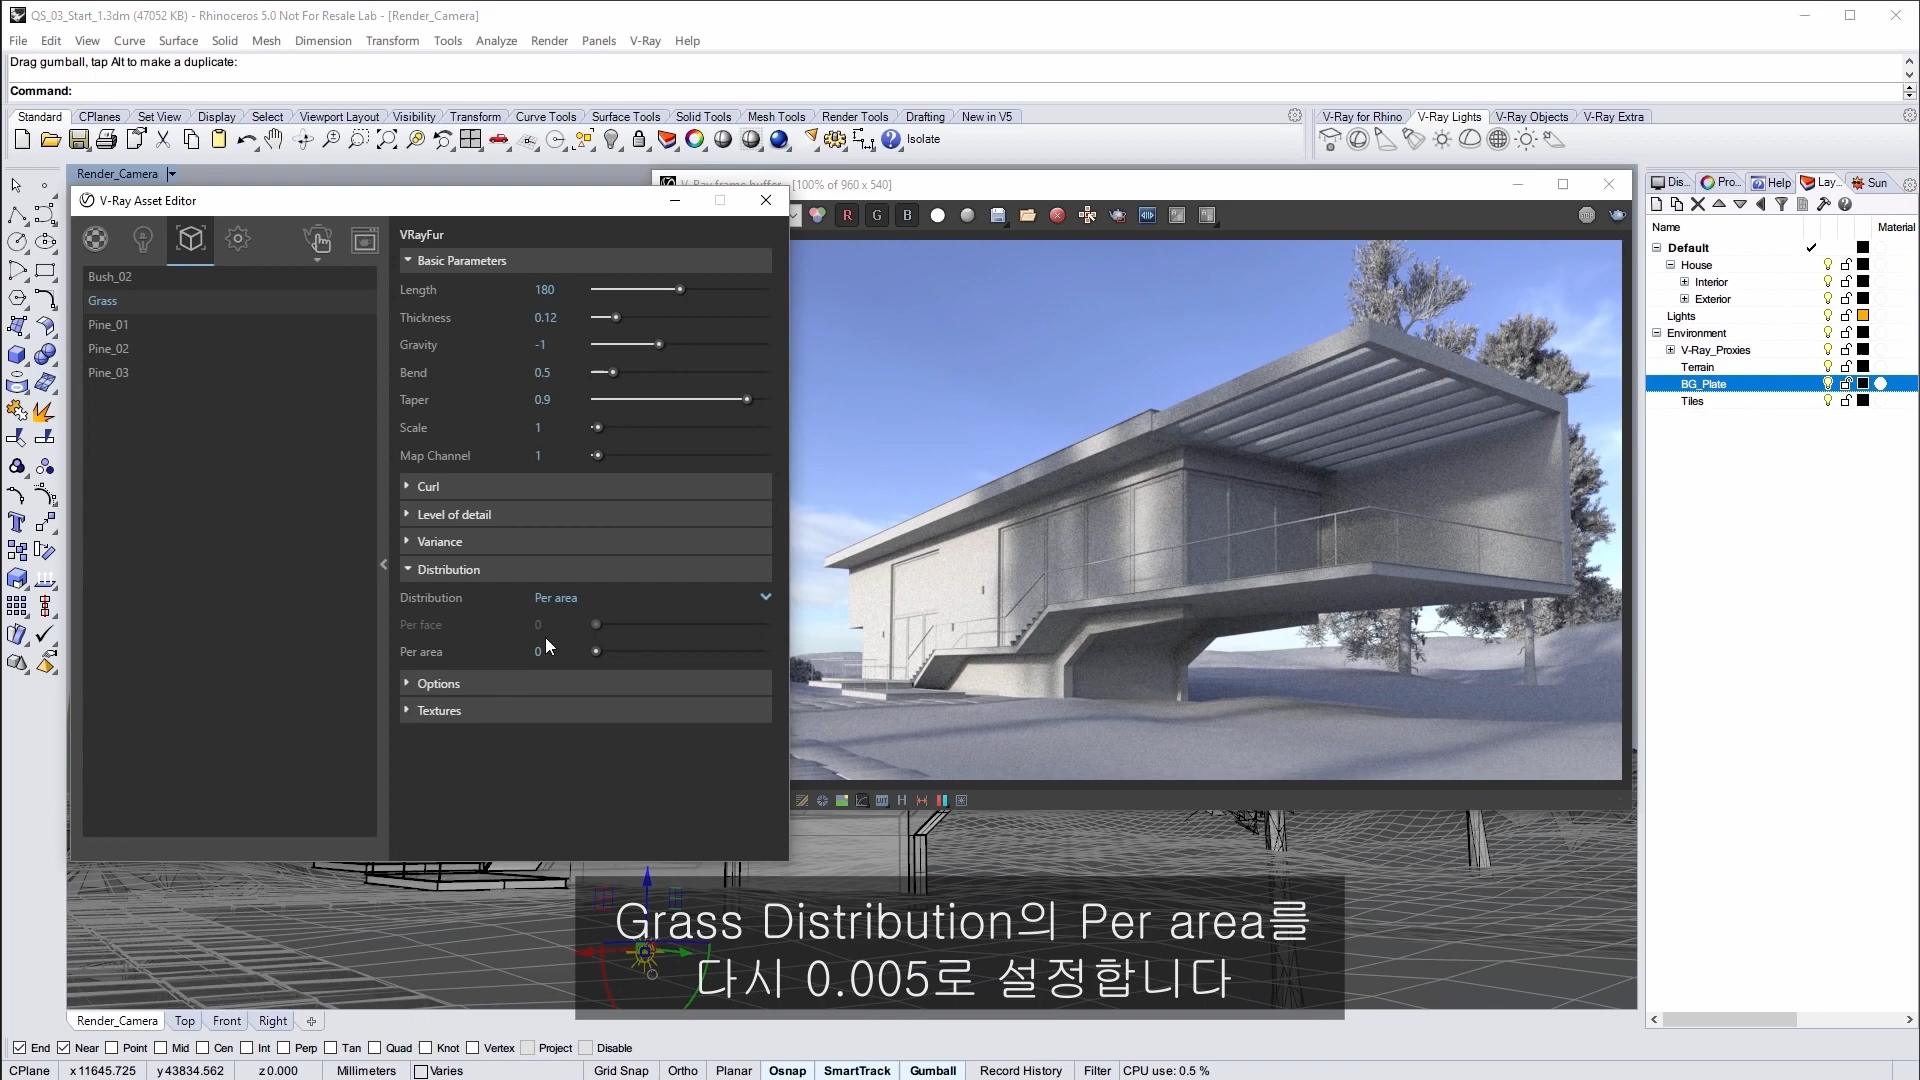 QS_03_Start_1.3dm (47052 KB) - Rhinoceros 5.0 Not For Resale Lab - [Render_Camera]
File Edit View Curve Surface Solid Mesh Dimension Transform Tools Analyze Render Panels V-Ray Help
Drag gumball, tap Alt to make a duplicate:
Command:
Standard CPlanes Set View Display Select Viewport Layout Visibility Transform Curve Tools Surface Tools Solid Tools Mesh Tools Render Tools Drafting New in V5
V-Ray for Rhino V-Ray Lights V-Ray Objects V-Ray Extra
Isolate
Render_Camera
[100% of 960 x 540]
Dis... Pro... Help Lay... Sun
V-Ray Asset Editor
R G B
Name Material
VRayFur
Basic Parameters
Bush_02
Grass
Pine_01
Pine_02
Pine_03
Length 180
Thickness 0.12
Gravity -1
Bend 0.5
Taper 0.9
Scale 1
Map Channel 1
Curl
Level of detail
Variance
Distribution
Distribution Per area
Per face 0
Per area 0
Options
Textures
Default
House
Interior
Exterior
Lights
Environment
V-Ray_Proxies
Terrain
BG_Plate
Tiles
Grass Distribution의 Per area를
다시 0.005로 설정합니다
Render_Camera Top Front Right
End Near Point Mid Cen Int Perp Tan Quad Knot Vertex Project Disable
CPlane x 11645.725 y 43834.562 z 0.000 Millimeters Varies Grid Snap Ortho Planar Osnap SmartTrack Gumball Record History Filter CPU use: 0.5 %